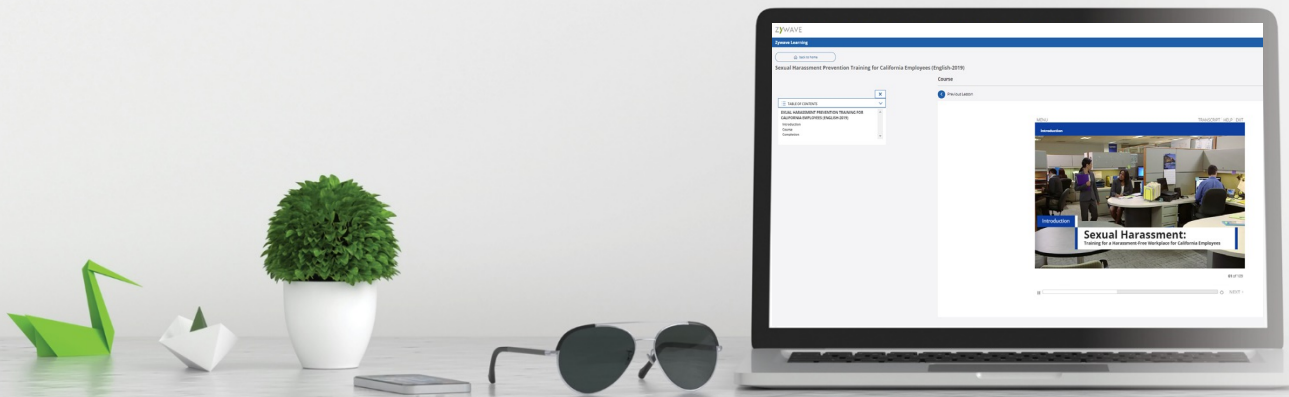 ZYWAVE
Zywave Learning
Sexual Harassment Prevention Training for California Employees (English-2019)
Course
Previous Lesson
TABLE OF CONTENTS
SEXUAL HARASSMENT PREVENTION TRAINING FOR
CALIFORNIA EMPLOYEES (ENGLISH-2019)
Introduction
Course
Completion
MENU
TRANSCRIPT HELP EXIT
Introduction
Introduction
Sexual Harassment:
Training for a Harassment-Free Workplace for California Employees
NEXT